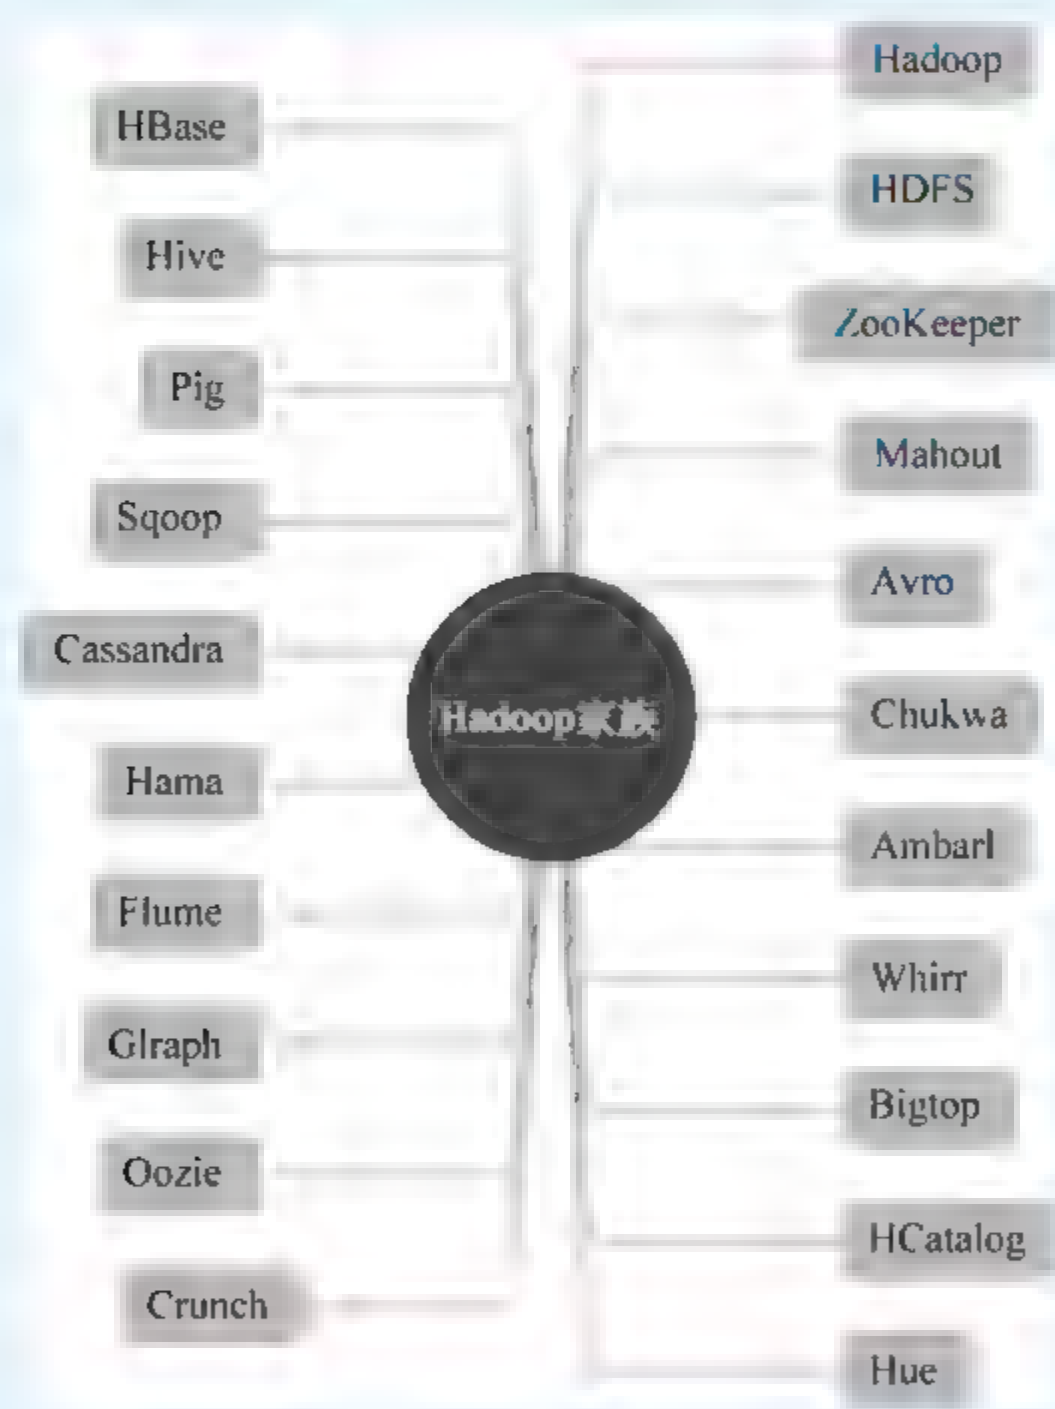 Hadoop
HBase
HDFS
Hive
ZooKeeper
Pig
Mahout
Sqoop
Avro
Cassandra
Hadoop家族
Chukwa
Hama
Ambarl
Flume
Whirr
Glraph
Bigtop
Oozie
HCatalog
Crunch
Hue